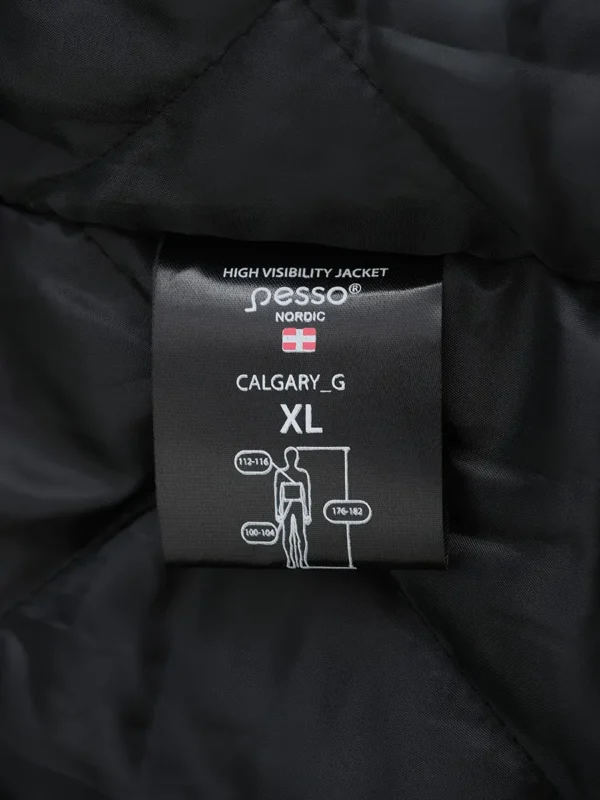 HIGH VISIBILITY JACKET
pesso®
NORDIC
CALGARY_G
XL
112-116
176-182
100-104